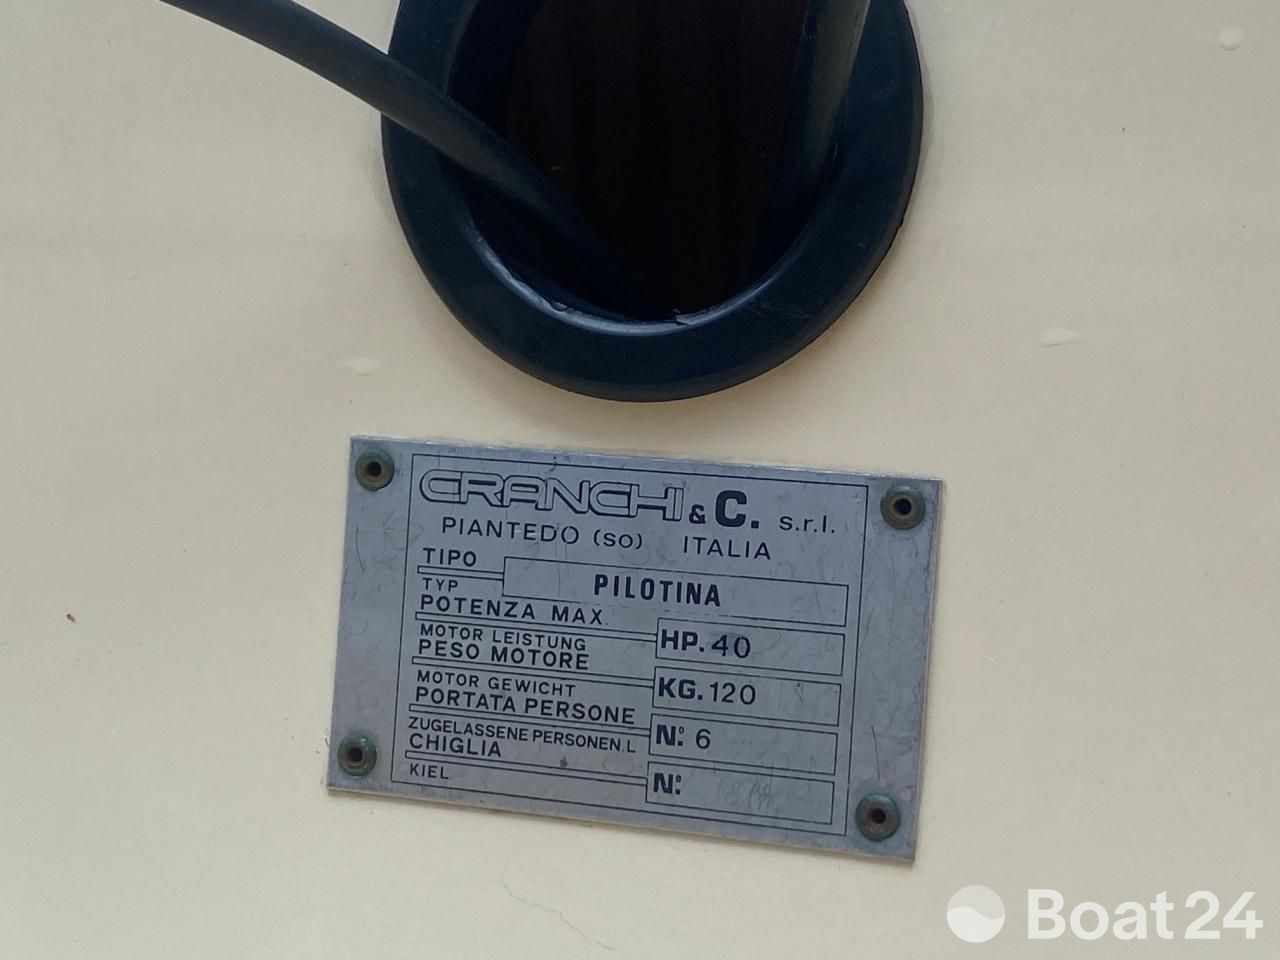 CRANCHI & C. s.r.l.
PIANTEDO (SO) ITALIA
TIPO
TYP
PILOTINA
POTENZA MAX.
MOTOR LEISTUNG
HP. 40
PESO MOTORE
MOTOR GEWICHT
KG. 120
PORTATA PERSONE
ZUGELASSENE PERSONEN.L
N.º 6
CHIGLIA
KIEL
N.º
Boat24